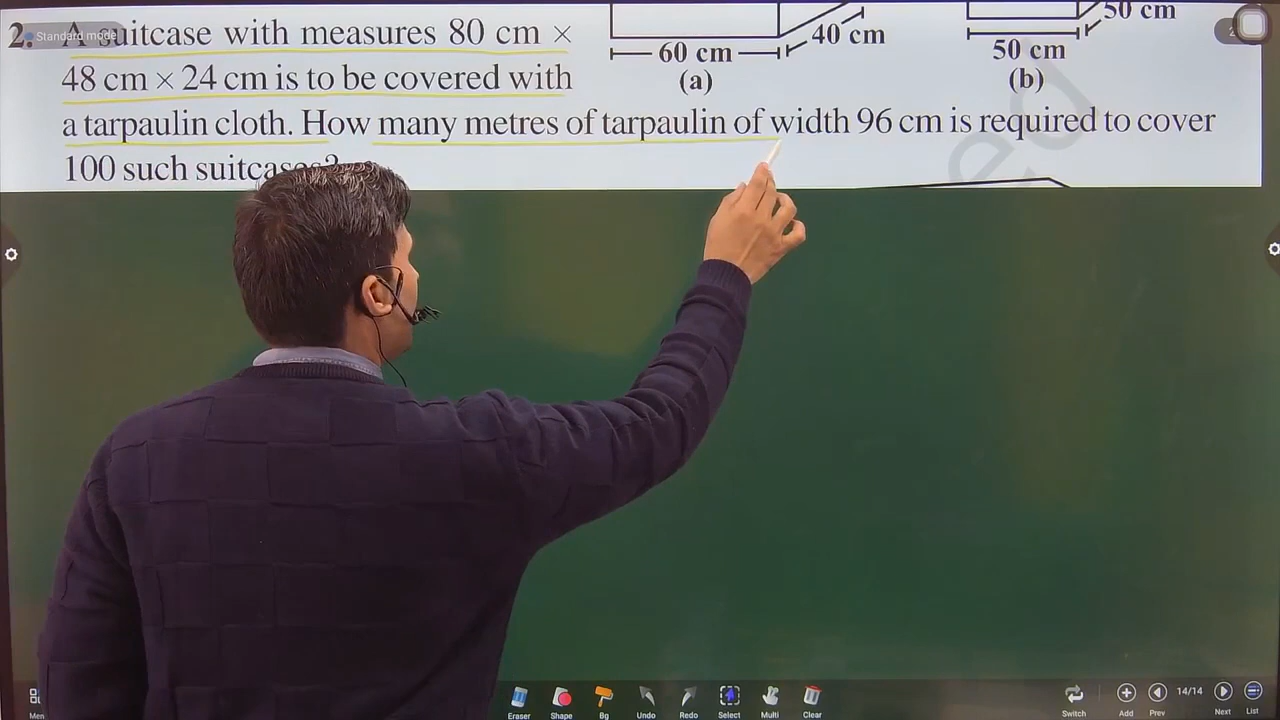 50 cm
2. A suitcase with measures 80 cm ×
Standard mode
40 cm
60 cm
50 cm
48 cm × 24 cm is to be covered with
(a)
(b)
a tarpaulin cloth. How many metres of tarpaulin of width 96 cm is required to cover
100 such suitcases?
Eraser
Shape
Bg
Undo
Redo
Select
Multi
Clear
Switch
Add
Prev
14/14
Next
List